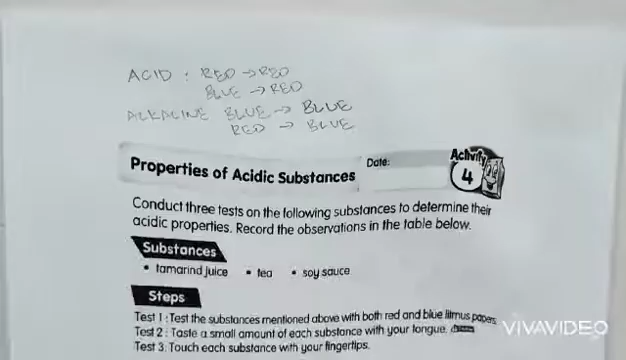 ACID : RED → RED
BLUE → RED
ALKALINE BLUE → BLUE
RED → BLUE
Properties of Acidic Substances
Date:
Activity
4
Conduct three tests on the following substances to determine their
acidic properties. Record the observations in the table below.
Substances
• tamarind juice • tea • soy sauce
Steps
Test 1 : Test the substances mentioned above with both red and blue litmus papers.
Test 2 : Taste a small amount of each substance with your tongue.
Test 3: Touch each substance with your fingertips.
VIVAVIDEO